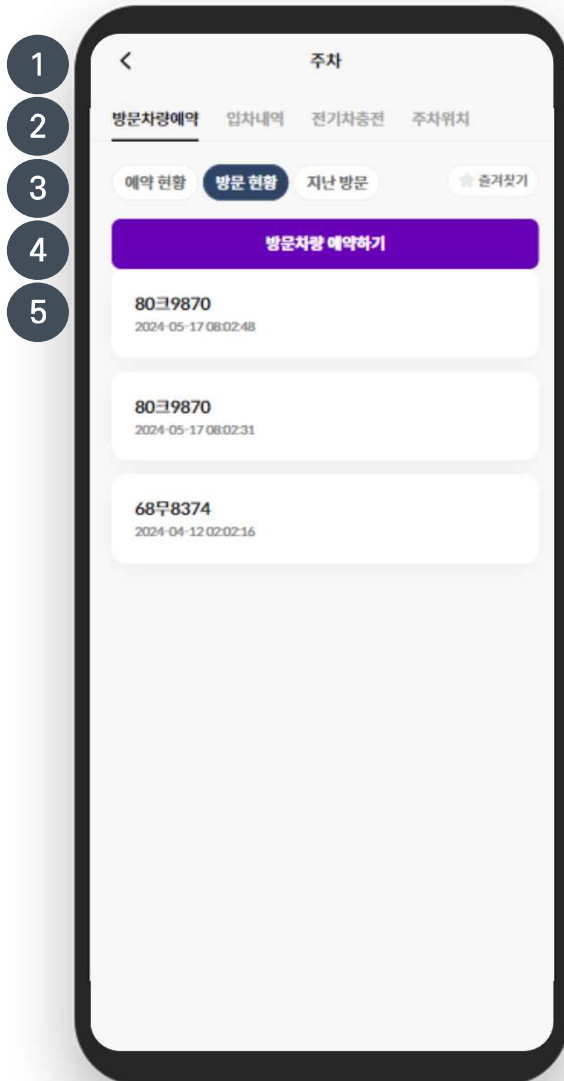 1
주차
2
방문차량예약 입차내역 전기차충전 주차위치
3
예약 현황 방문 현황 지난 방문 즐겨찾기
4
방문차량 예약하기
5
80크9870
2024-05-17 08:02:48
80크9870
2024-05-17 08:02:31
68무8374
2024-04-12 02:02:16